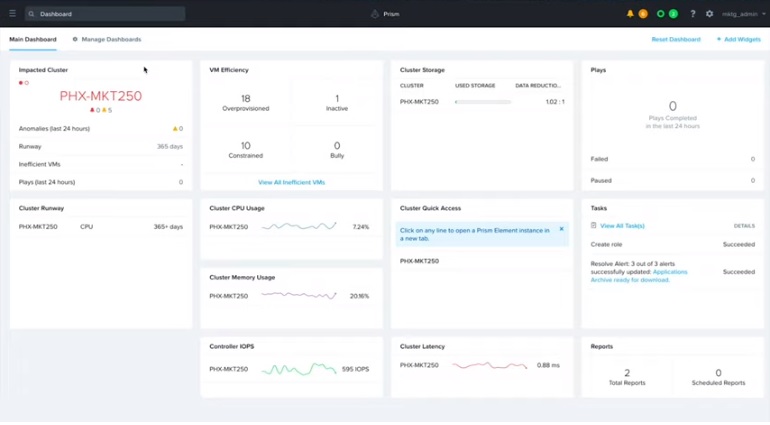 Dashboard
Prism
mktg_admin
Main Dashboard
Manage Dashboards
Reset Dashboard
+ Add Widgets
Impacted Cluster
0
PHX-MKT250
0 5
Anomalies (last 24 hours) 0
Runway 365 days
Inefficient VMs -
Plays (last 24 hours) 0
VM Efficiency
18 1
Overprovisioned Inactive
10 0
Constrained Bully
View All Inefficient VMs
Cluster Storage
CLUSTER USED STORAGE DATA REDUCTIO...
PHX-MKT250 1.02 : 1
Plays
0
Plays Completed
in the last 24 hours
Failed 0
Paused 0
Cluster Runway
PHX-MKT250 CPU 365+ days
Cluster CPU Usage
PHX-MKT250 7.24%
Cluster Memory Usage
PHX-MKT250 20.16%
Cluster Quick Access
Click on any line to open a Prism Element instance in
a new tab.
PHX-MKT250
Tasks
View All Task(s) DETAILS
Create role Succeeded
Resolve Alert: 3 out of 3 alerts
successfully updated: Applications. Succeeded
Archive ready for download.
Controller IOPS
PHX-MKT250 595 IOPS
Cluster Latency
PHX-MKT250 0.88 ms
Reports
2 0
Total Reports Scheduled Reports